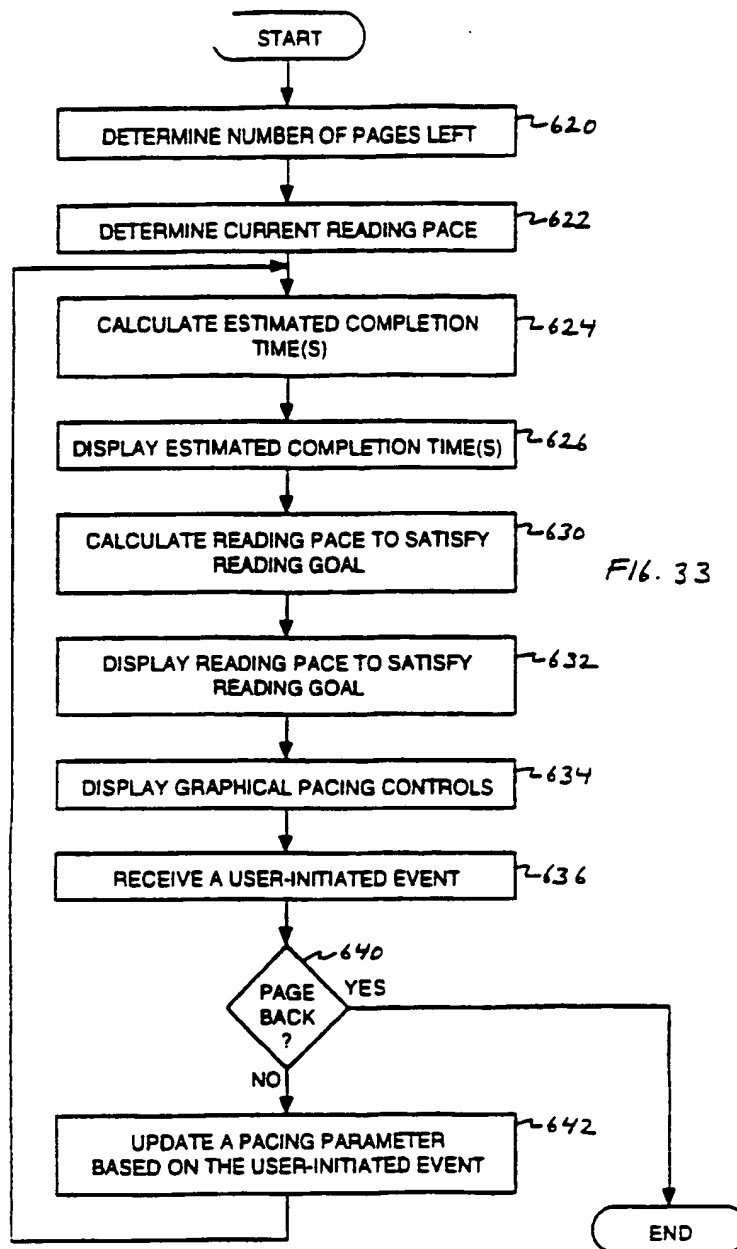 START
DETERMINE NUMBER OF PAGES LEFT
620
DETERMINE CURRENT READING PACE
622
CALCULATE ESTIMATED COMPLETION
TIME(S)
624
DISPLAY ESTIMATED COMPLETION TIME(S)
626
CALCULATE READING PACE TO SATISFY
READING GOAL
630
FIG. 33
DISPLAY READING PACE TO SATISFY
READING GOAL
632
DISPLAY GRAPHICAL PACING CONTROLS
634
RECEIVE A USER-INITIATED EVENT
636
640
PAGE
BACK
?
YES
NO
UPDATE A PACING PARAMETER
BASED ON THE USER-INITIATED EVENT
642
END